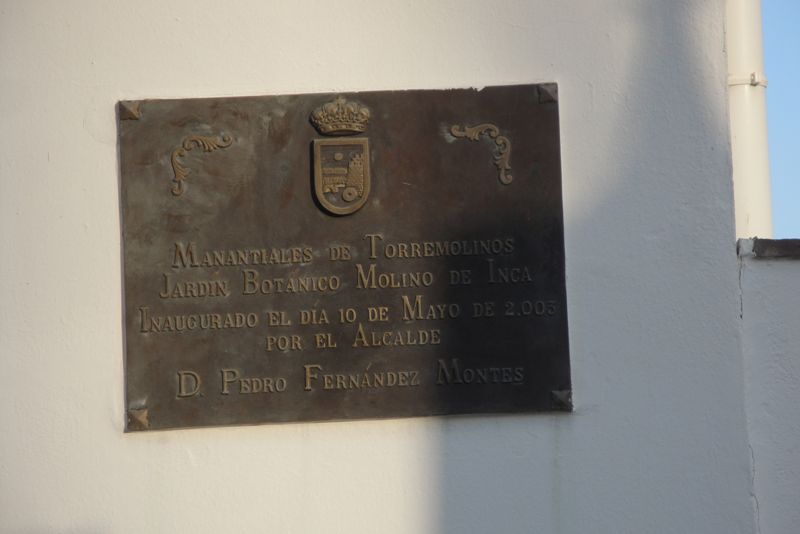 MANANTIALES DE TORREMOLINOS
JARDIN BOTÁNICO MOLINO DE INCA
INAUGURADO EL DÍA 10 DE MAYO DE 2.003
POR EL ALCALDE
D. PEDRO FERNÁNDEZ MONTES